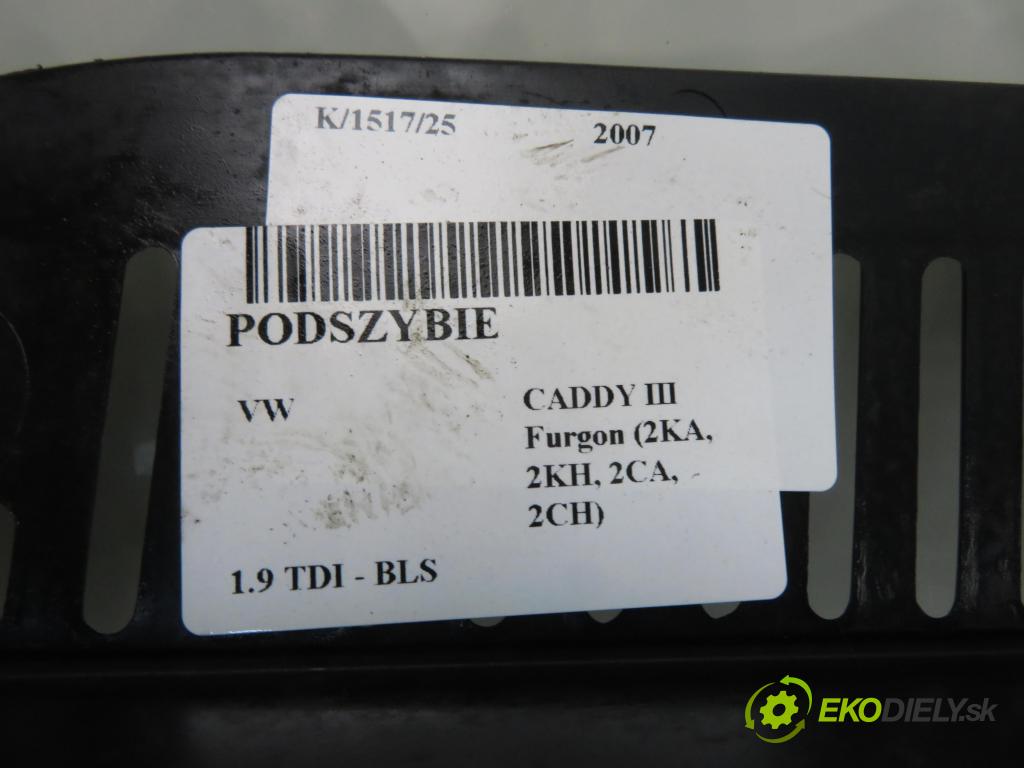 K/1517/25 2007
PODSZYBIE
VW
CADDY III
Furgon (2KA,
2KH, 2CA,
2CH)
1.9 TDI - BLS
EKODIELY.sk